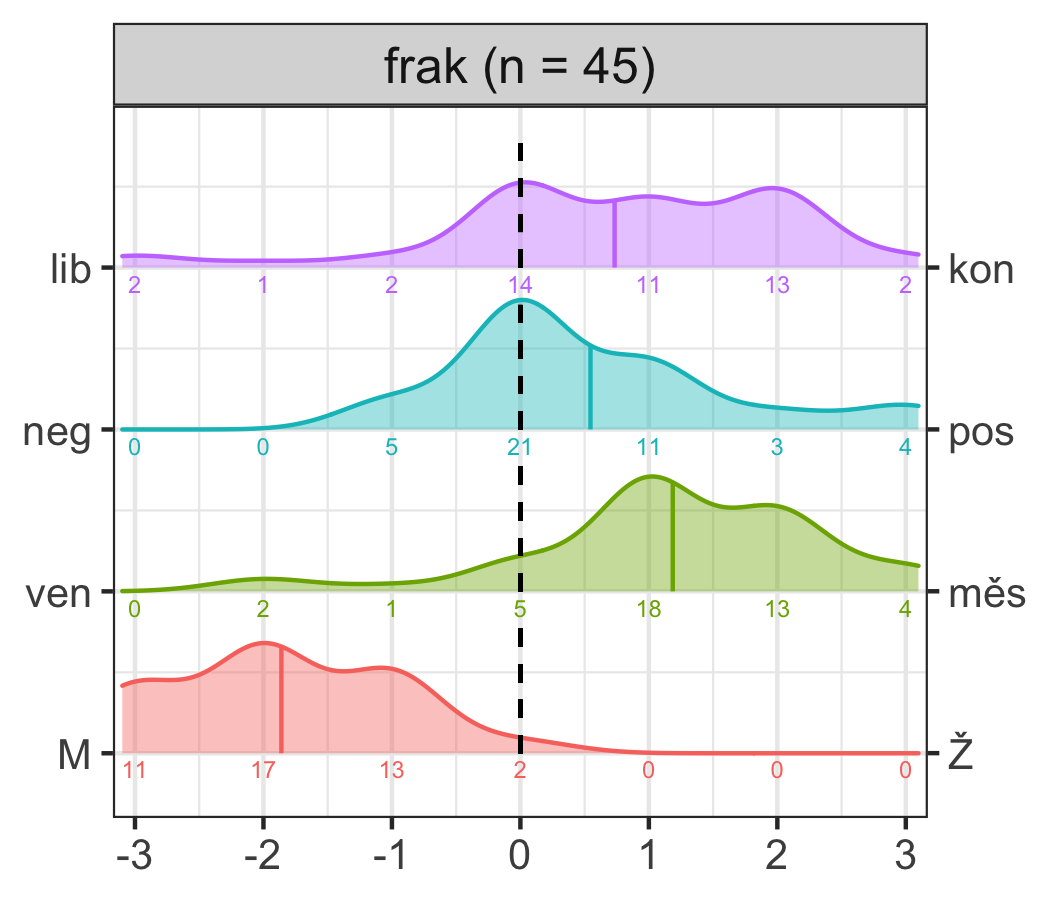 frak (n = 45)
lib kon
2 1 2 14 11 13 2
neg pos
0 0 5 21 11 3 4
ven měs
0 2 1 5 18 13 4
M Ž
11 17 13 2 0 0 0
-3 -2 -1 0 1 2 3